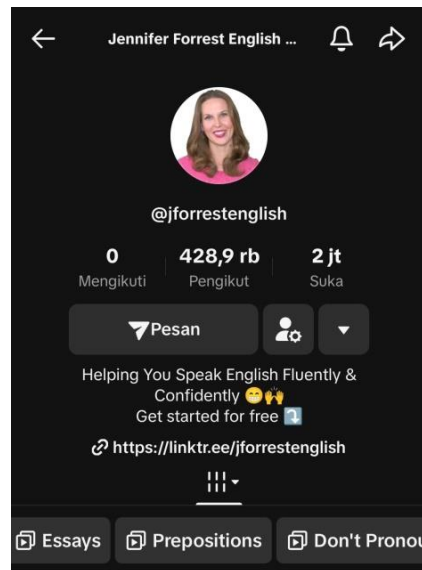 Jennifer Forrest English ...
@jforrestenglish
0 428,9 rb 2 jt
Mengikuti Pengikut Suka
Pesan
Helping You Speak English Fluently &
Confidently 😁🙌
Get started for free ⤵️
https://linktr.ee/jforrestenglish
Essays Prepositions Don't Pronou